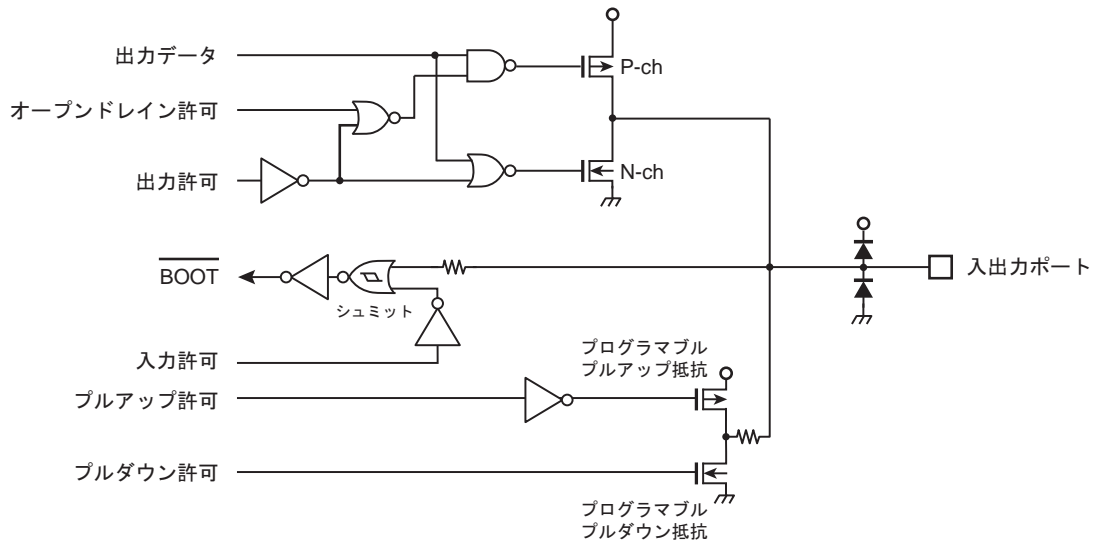 出力データ
P-ch
オープンドレイン許可
N-ch
出力許可
BOOT
シュミット
入出力ポート
入力許可
プログラマブル
プルアップ抵抗
プルアップ許可
プルダウン許可
プログラマブル
プルダウン抵抗